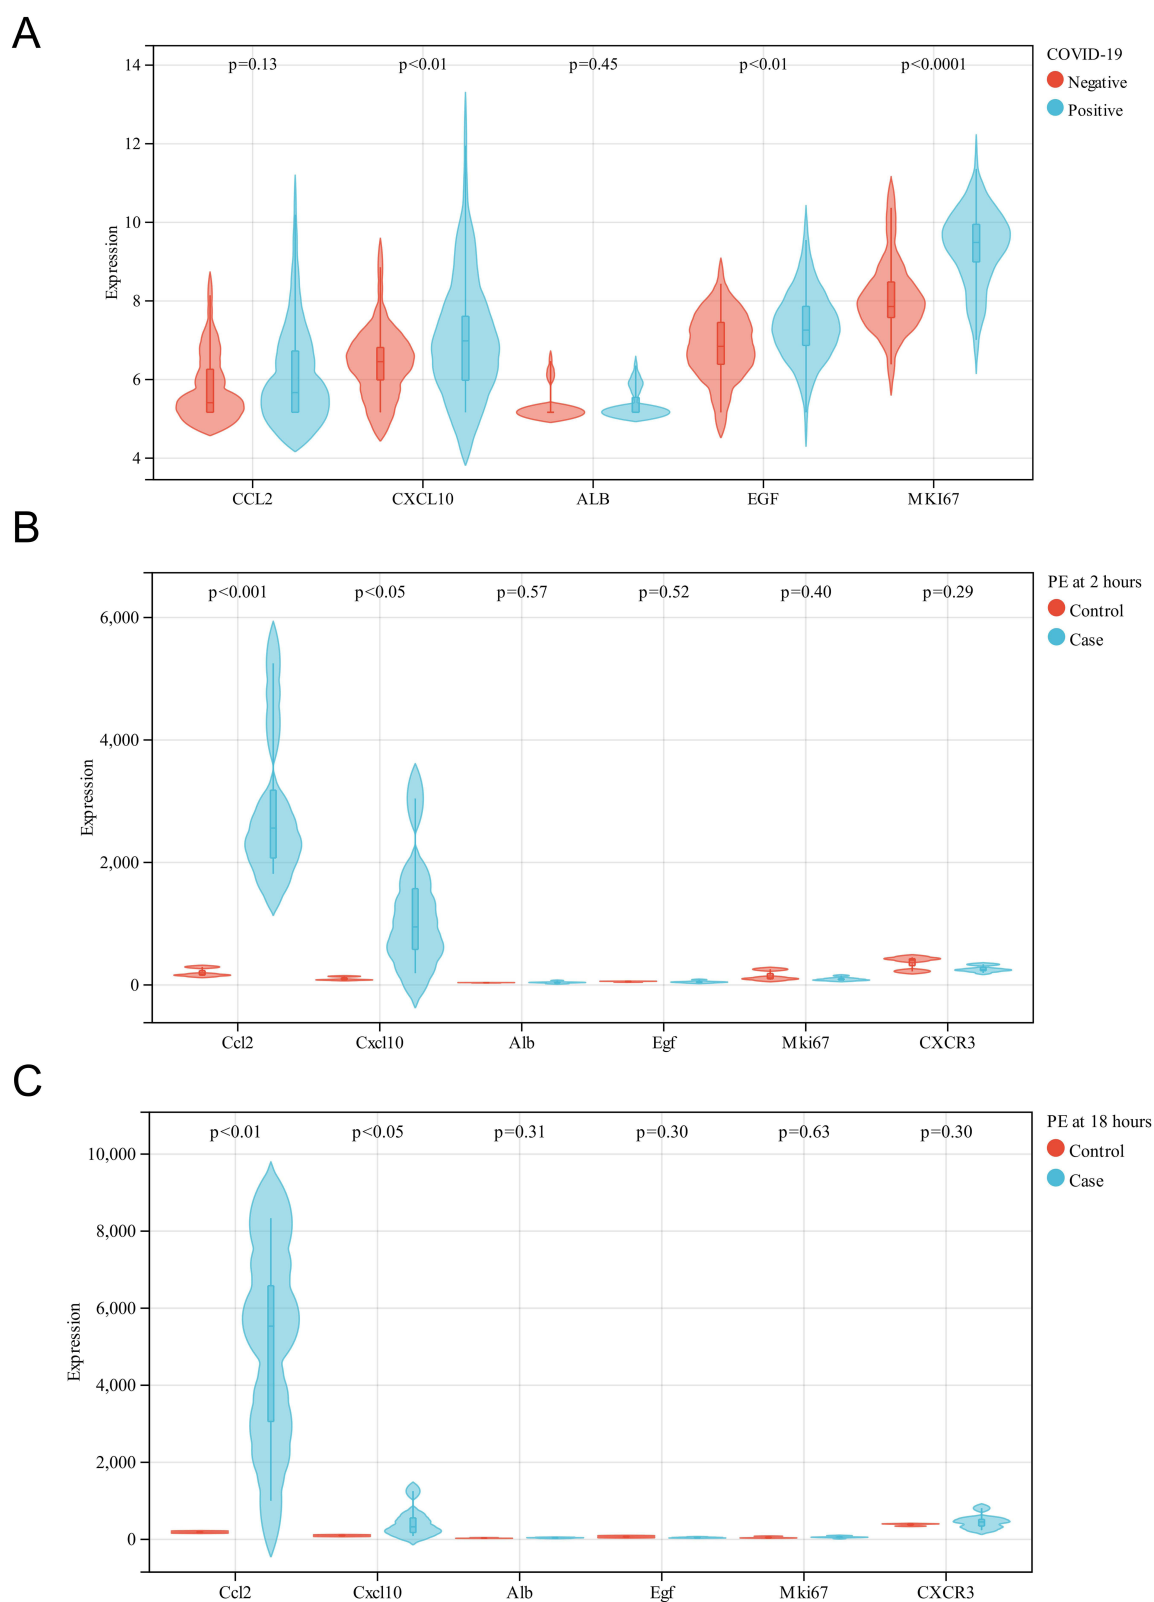 A
p=0.13 p<0.01 p=0.45 p<0.01 p<0.0001
COVID-19
Negative
Positive
Expression
14
12
10
8
6
4
CCL2 CXCL10 ALB EGF MKI67
B
p<0.001 p<0.05 p=0.57 p=0.52 p=0.40 p=0.29
PE at 2 hours
Control
Case
Expression
6,000
4,000
2,000
0
Ccl2 Cxcl10 Alb Egf Mki67 CXCR3
C
p<0.01 p<0.05 p=0.31 p=0.30 p=0.63 p=0.30
PE at 18 hours
Control
Case
Expression
10,000
8,000
6,000
4,000
2,000
0
Ccl2 Cxcl10 Alb Egf Mki67 CXCR3